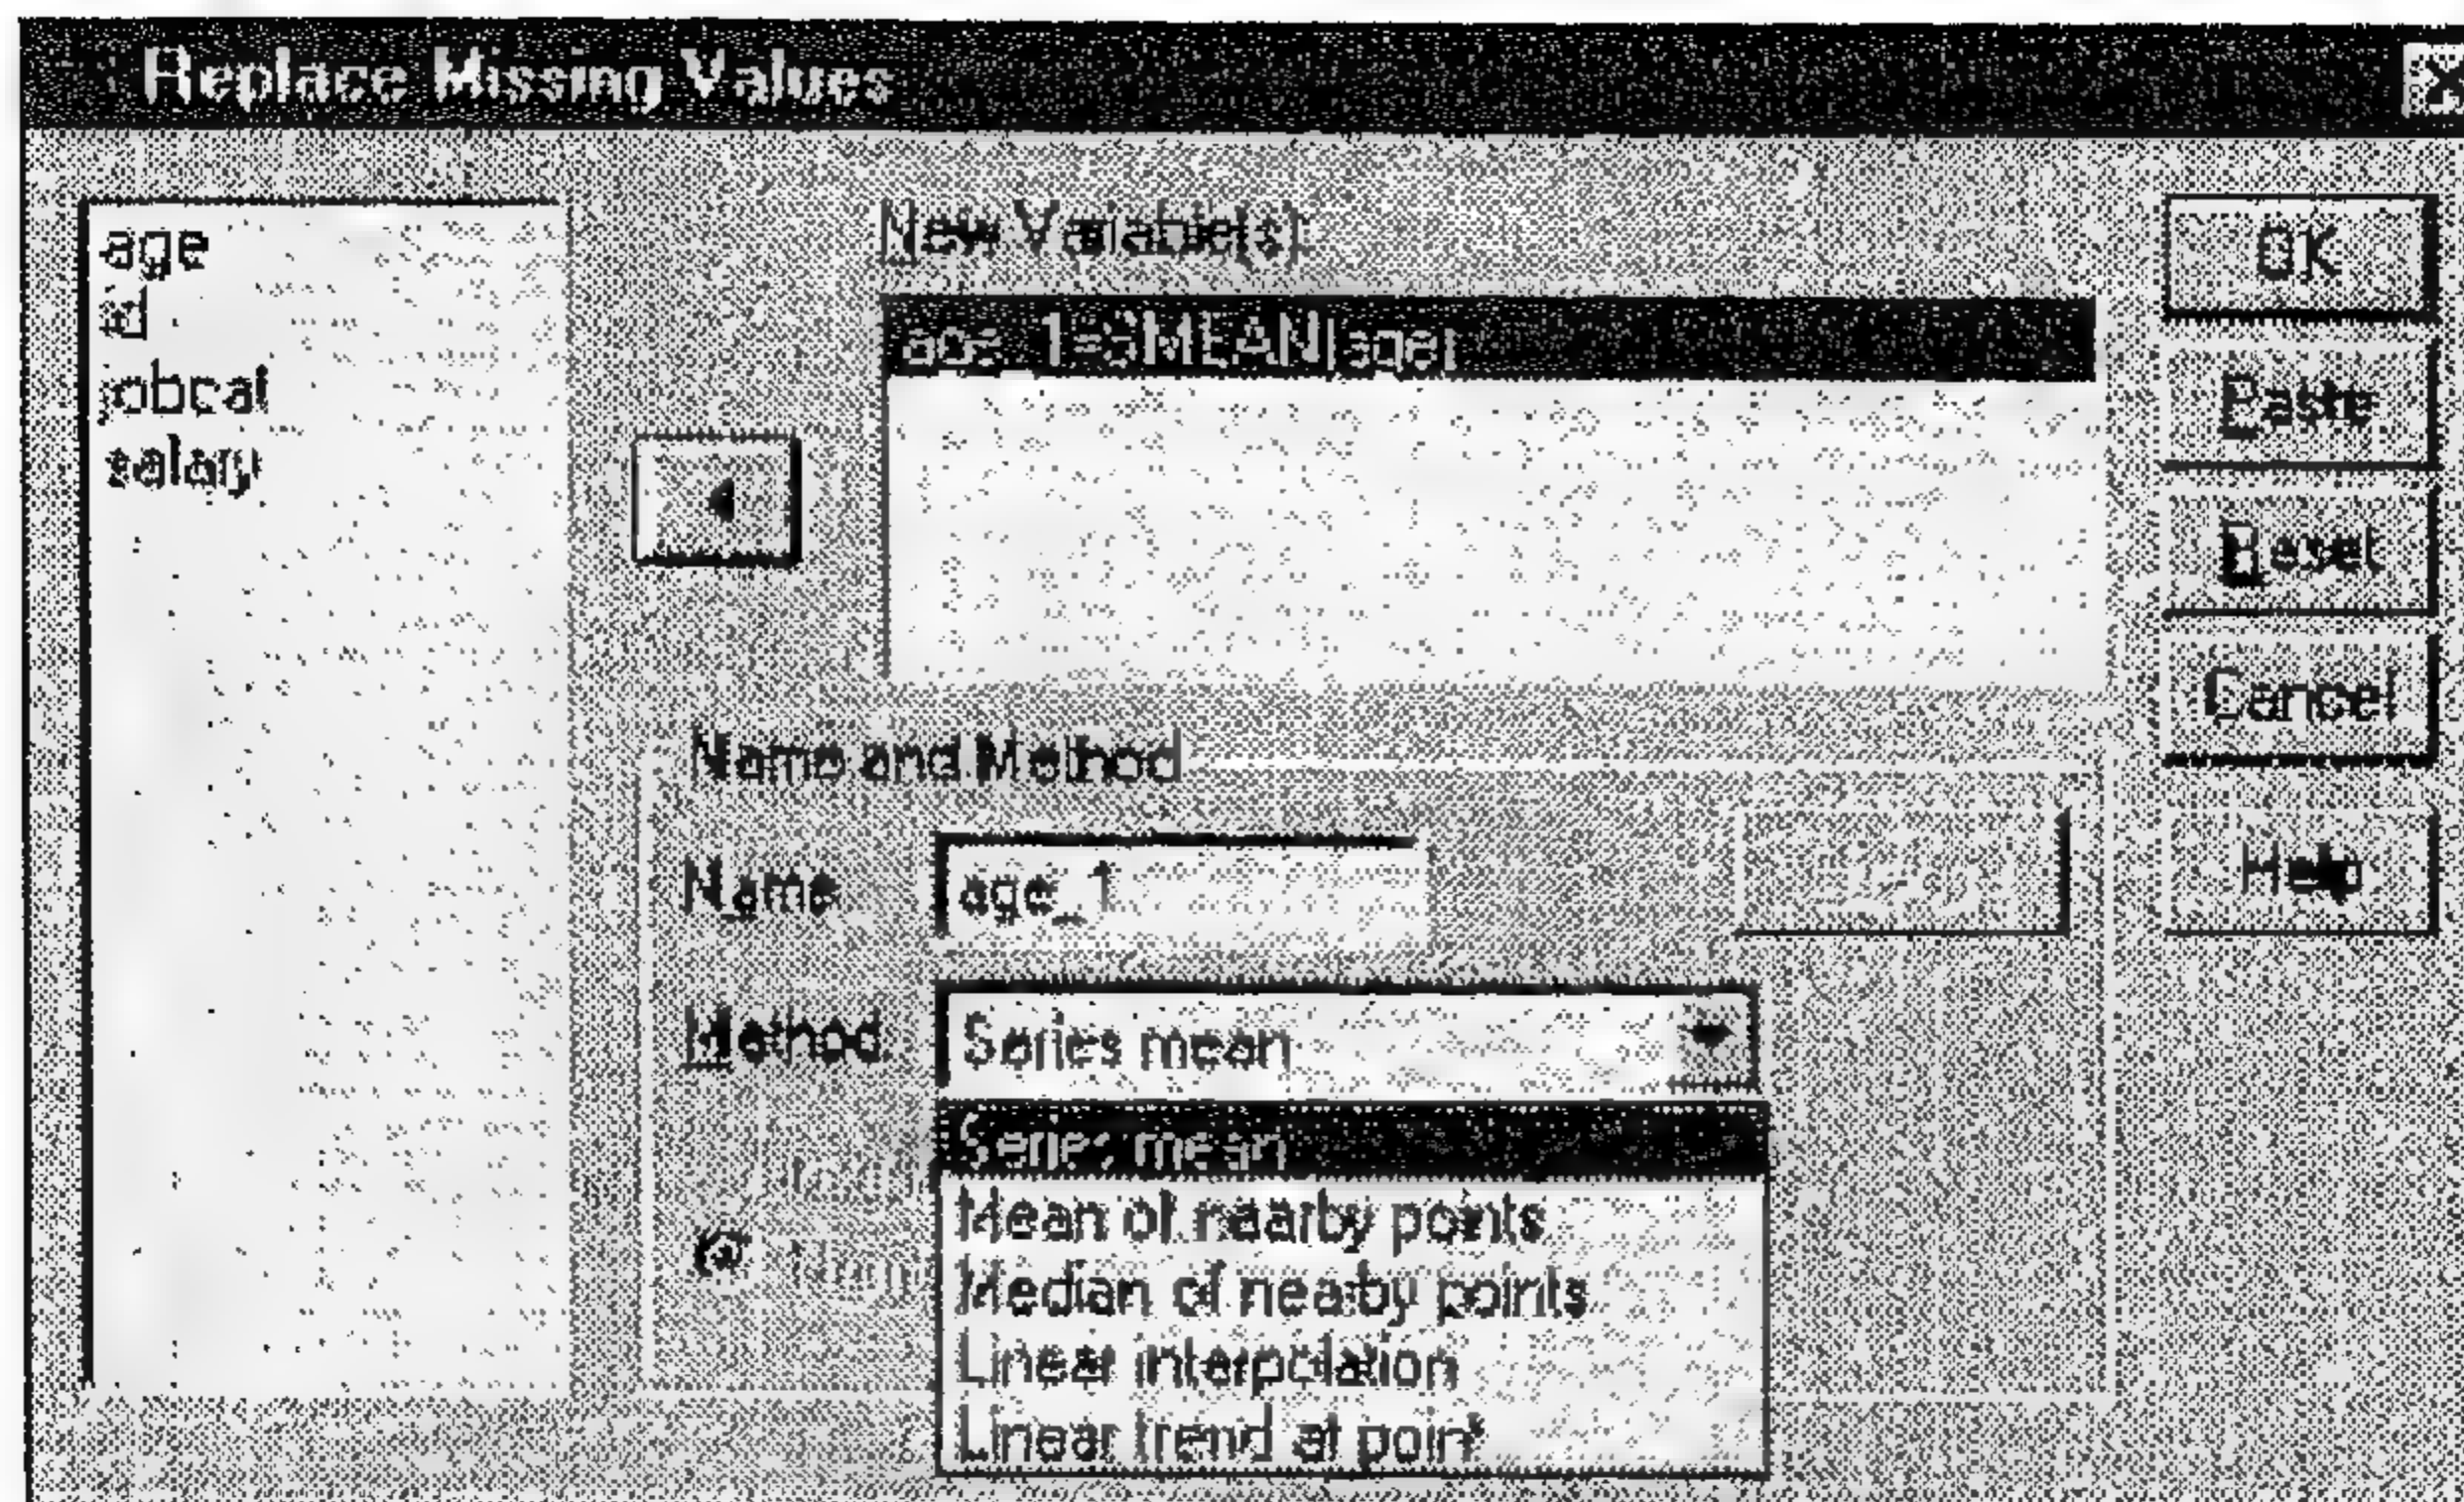 Replace Missing Values
age
id
jobcat
salary
New Variable(s):
age_1=SMEAN(age)
OK
Paste
Reset
Cancel
Help
Name and Method
Name
age_1
Method:
Series mean
Series mean
Mean of nearby points
Median of nearby points
Linear interpolation
Linear trend at point